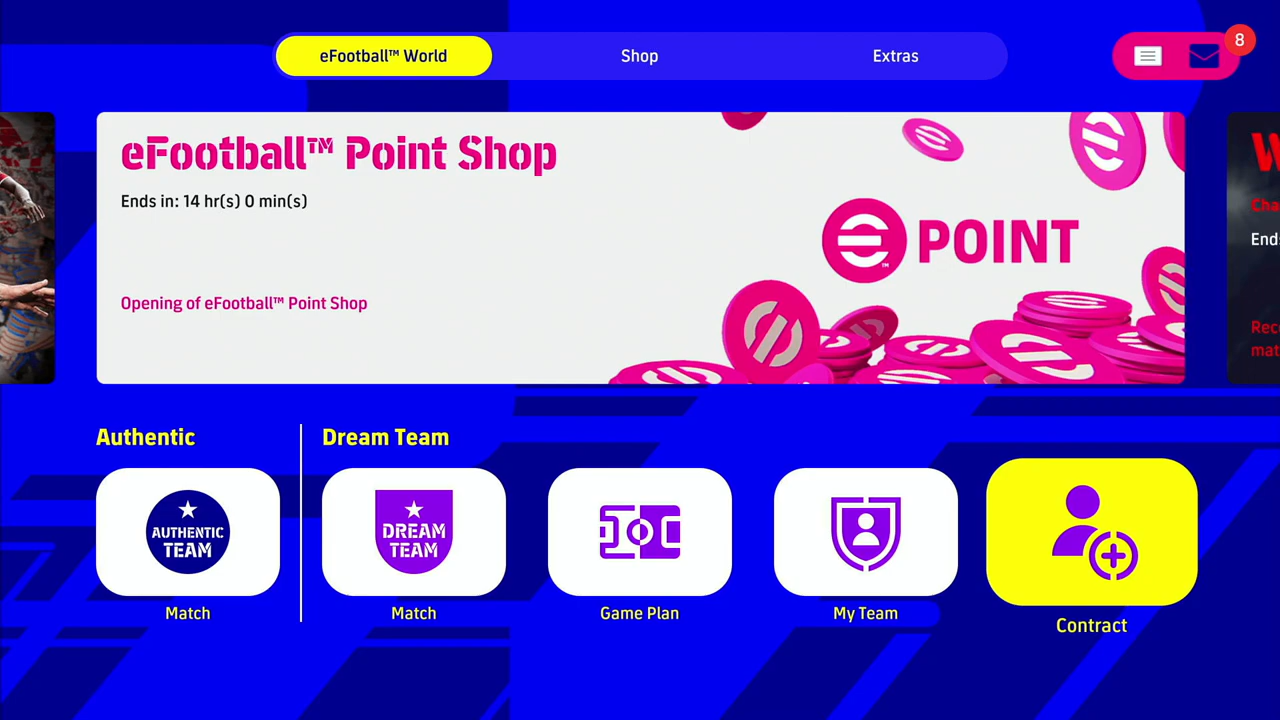 eFootball™ World
Shop
Extras
8
eFootball™ Point Shop
Ends in: 14 hr(s) 0 min(s)
POINT
Opening of eFootball™ Point Shop
Authentic
Dream Team
AUTHENTIC
TEAM
DREAM
TEAM
Match
Match
Game Plan
My Team
Contract